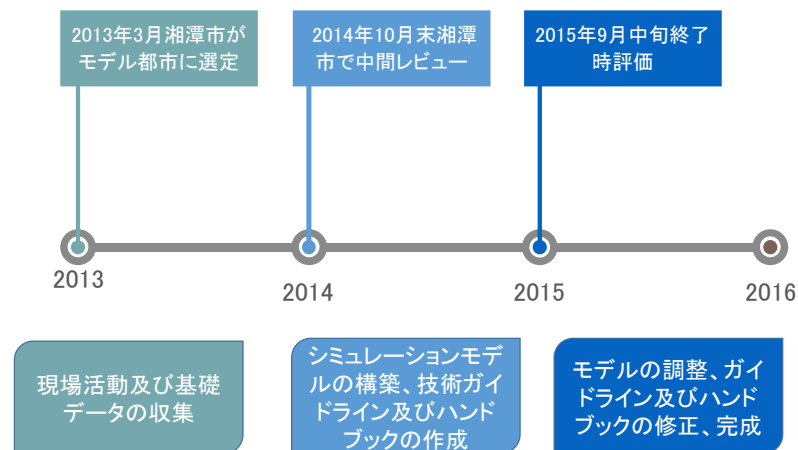 2013年3月湘潭市が
モデル都市に選定
2014年10月末湘潭
市で中間レビュー
2015年9月中旬終了
時評価
2013
2014
2015
2016
現場活動及び基礎
データの収集
シミュレーションモデ
ルの構築、技術ガイ
ドライン及びハンド
ブックの作成
モデルの調整、ガイ
ドライン及びハンド
ブックの修正、完成